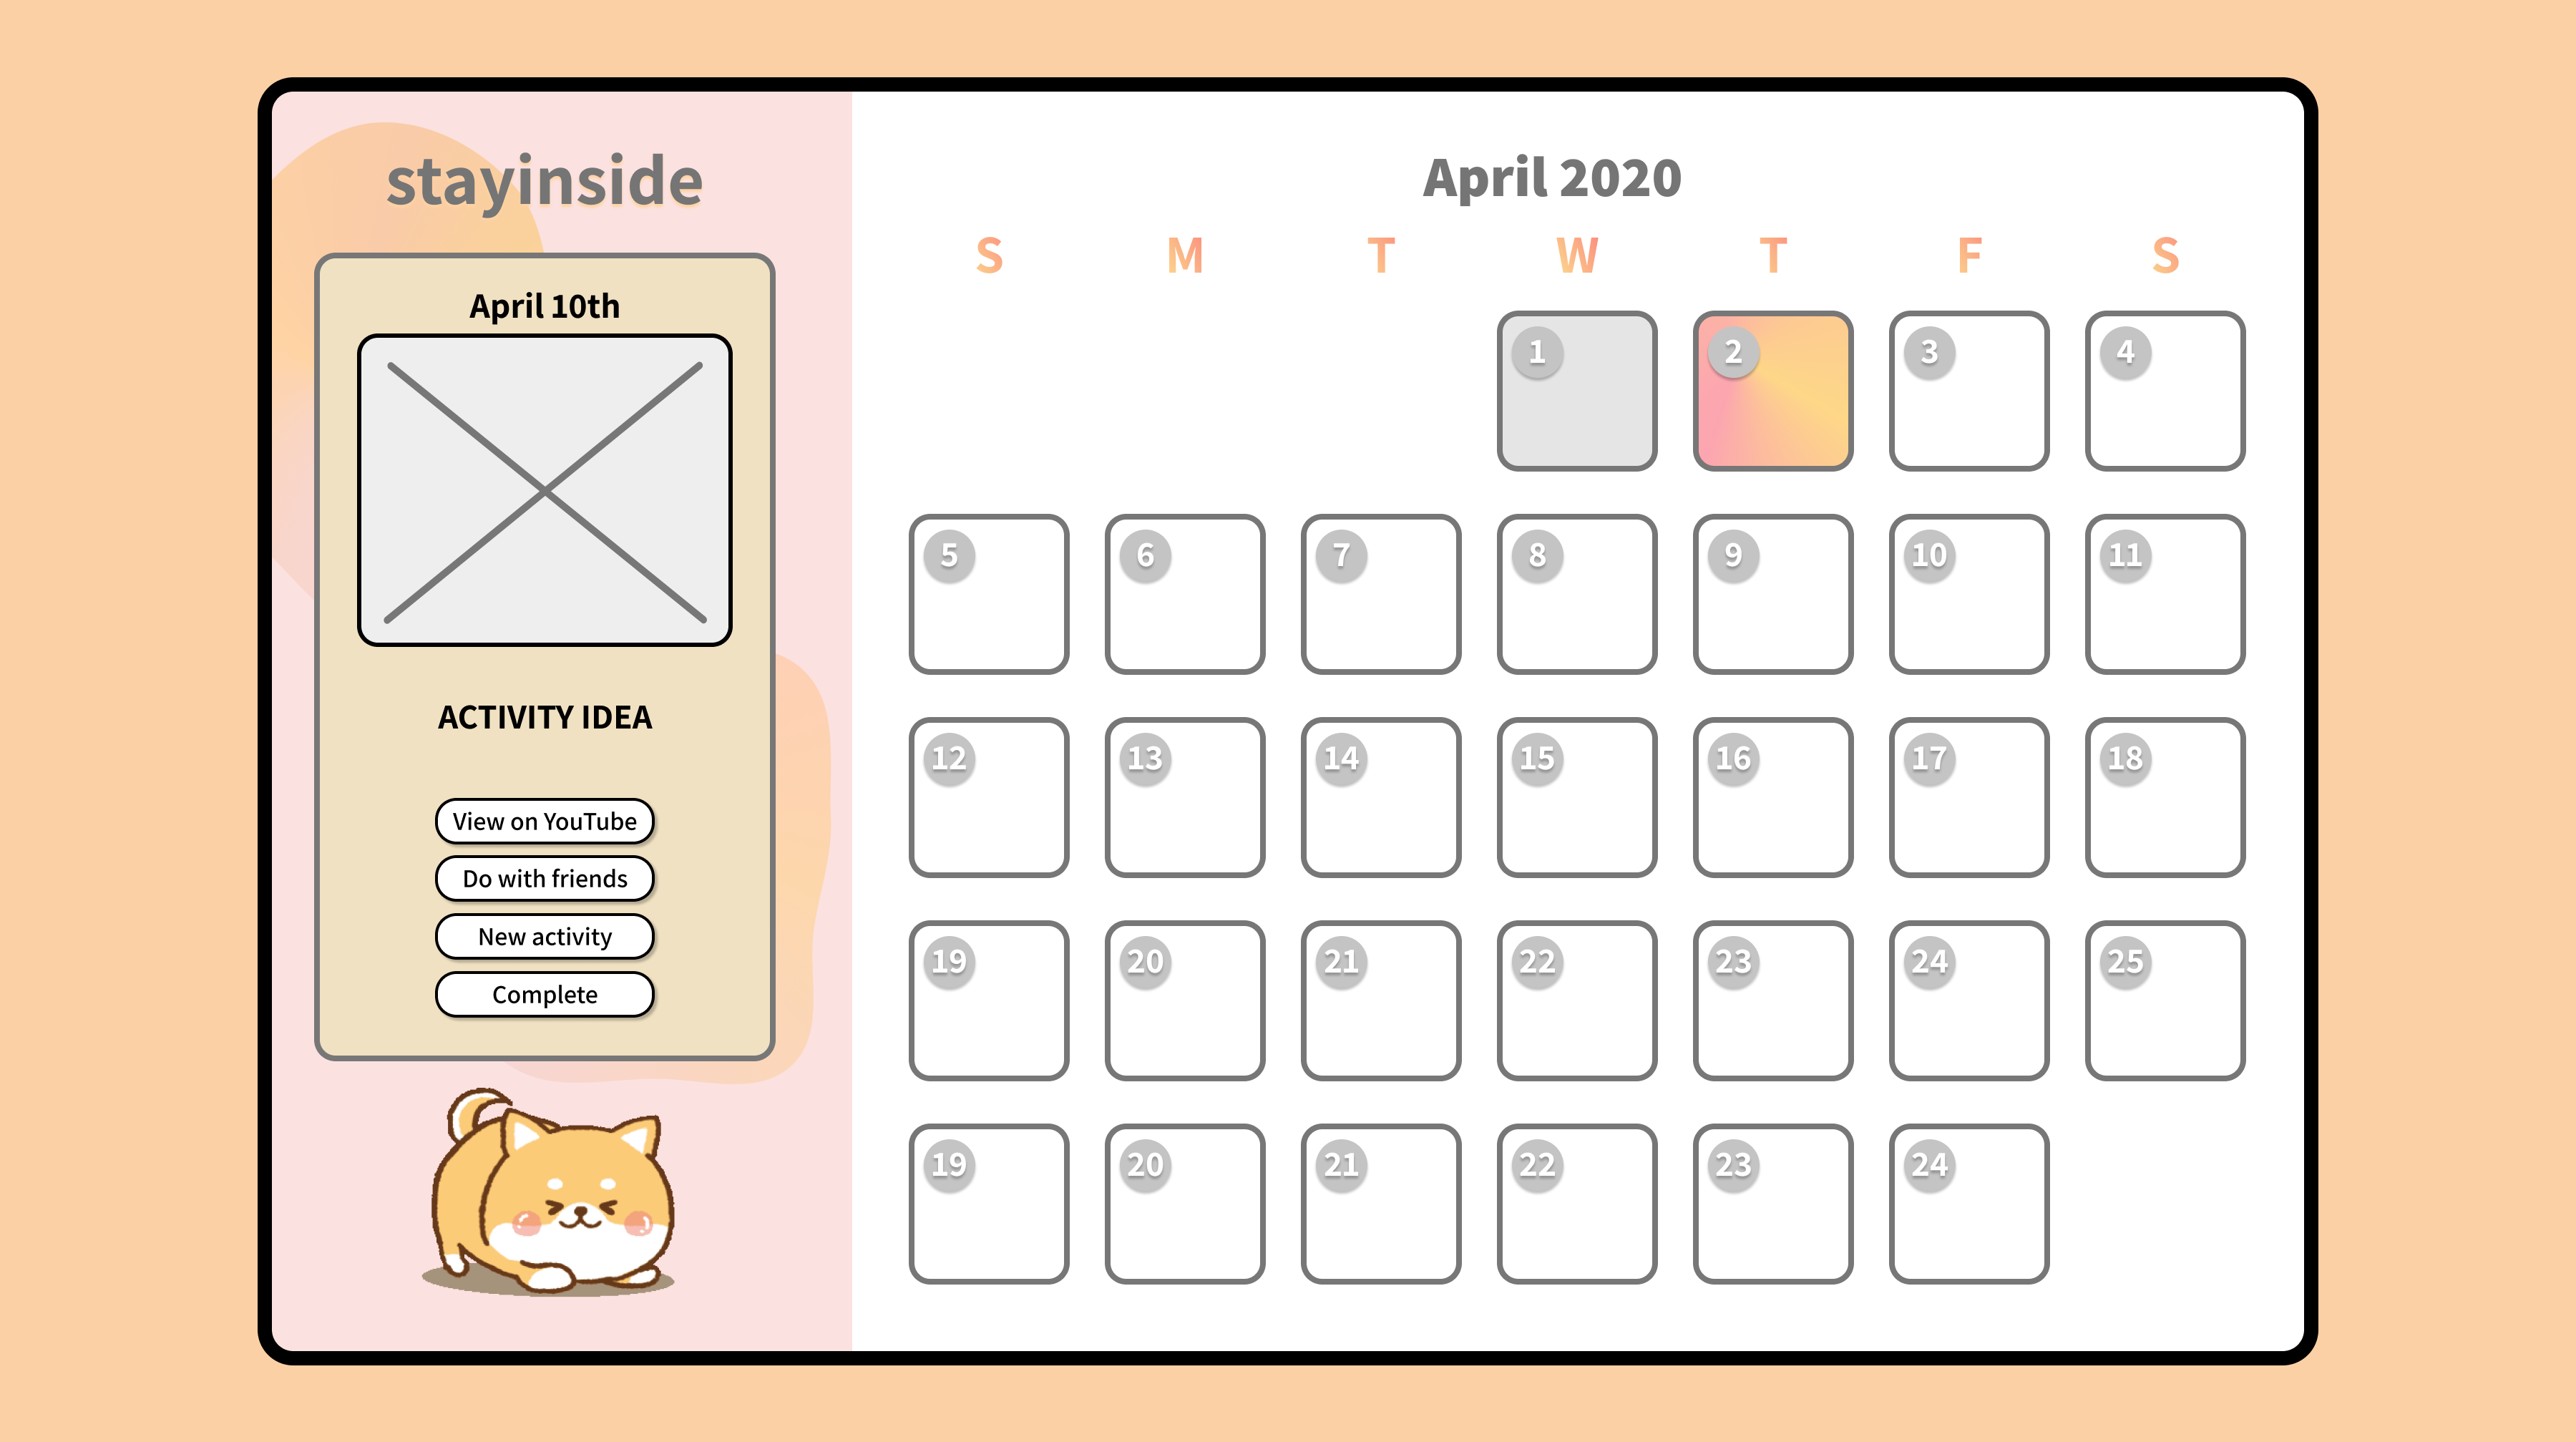 stayinside
April 10th
ACTIVITY IDEA
View on YouTube
Do with friends
New activity
Complete
April 2020
S M T W T F S
1 2 3 4
5 6 7 8 9 10 11
12 13 14 15 16 17 18
19 20 21 22 23 24 25
19 20 21 22 23 24